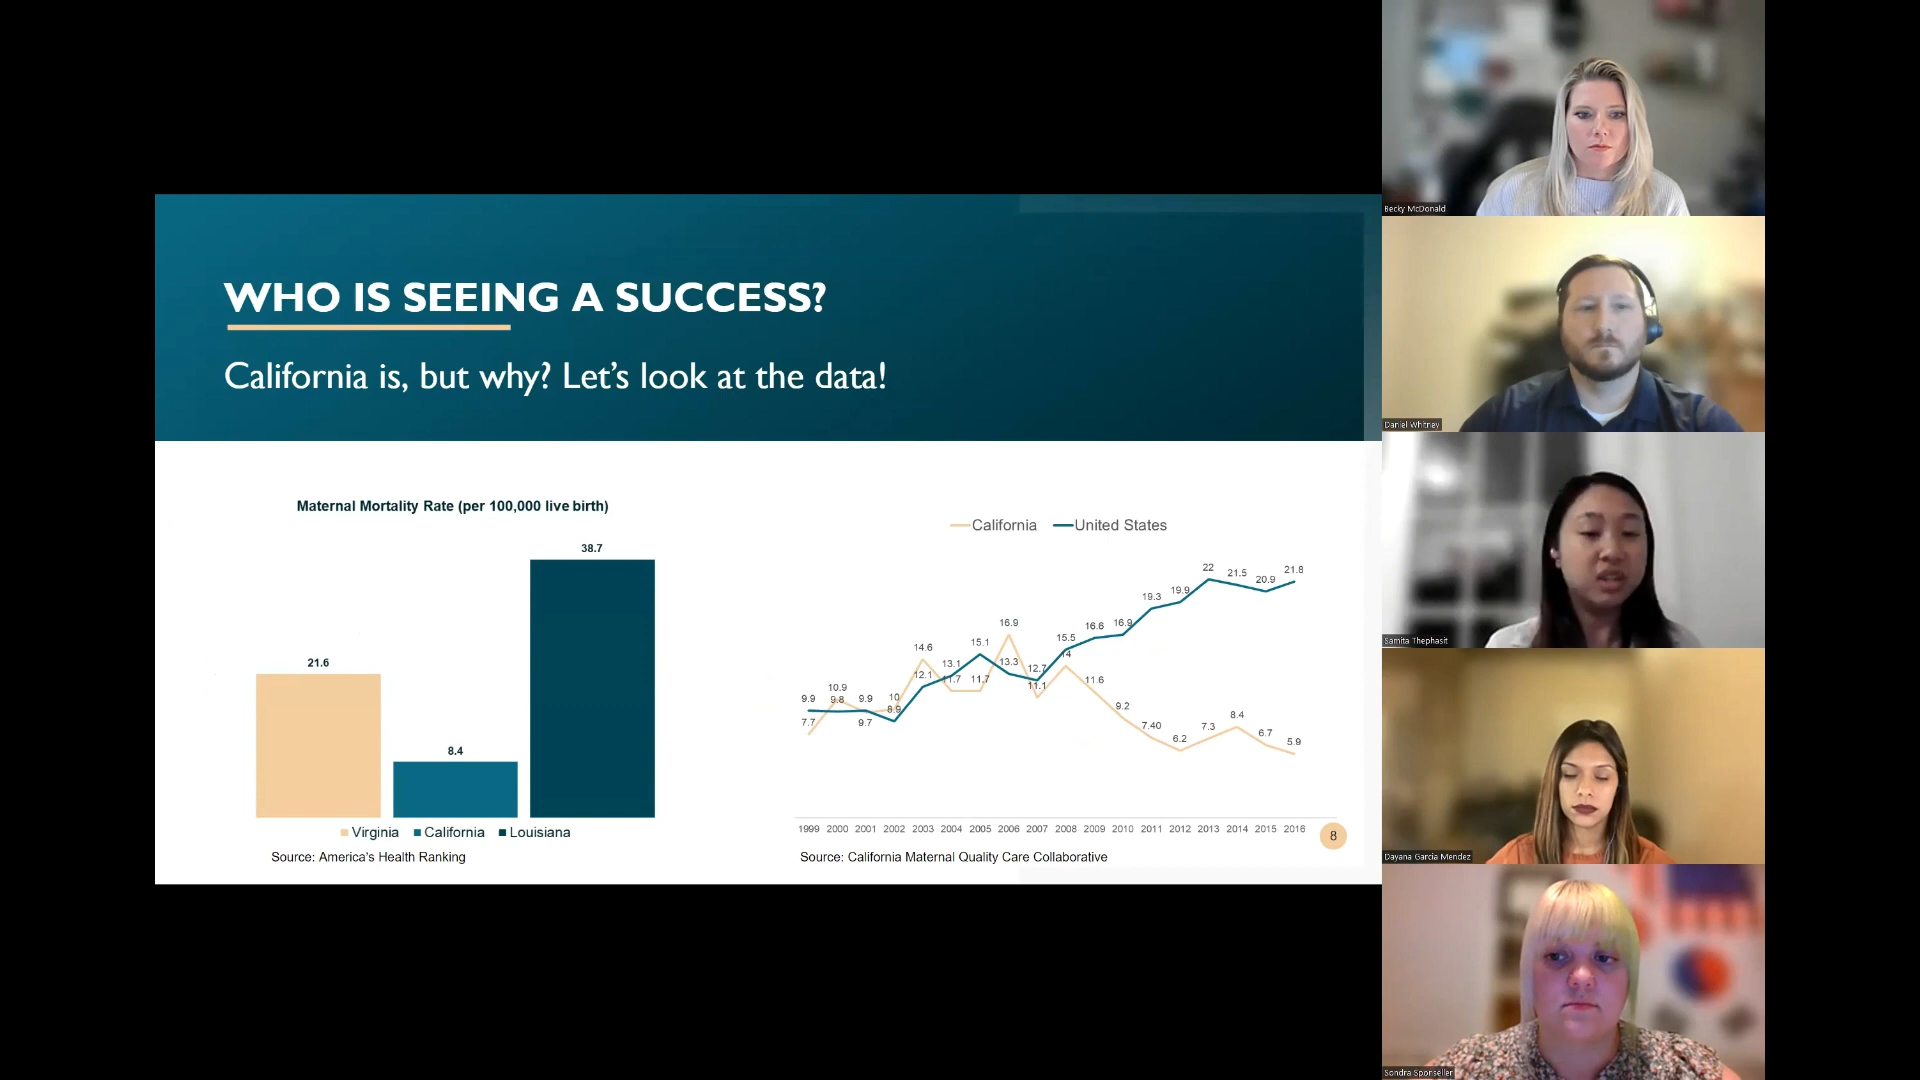 WHO IS SEEING A SUCCESS?
California is, but why? Let's look at the data!
Maternal Mortality Rate (per 100,000 live birth)
38.7
21.6
8.4
Virginia California Louisiana
Source: America's Health Ranking
California United States
9.9 9.8 9.9 8.9 12.1 13.1 15.1 13.3 12.7 15.5 16.6 16.9 19.3 19.9 22 21.5 20.9 21.8
7.7 10.9 9.7 10 14.6 11.7 11.7 16.9 11.1 14 11.6 9.2 7.40 6.2 7.3 8.4 6.7 5.9
1999 2000 2001 2002 2003 2004 2005 2006 2007 2008 2009 2010 2011 2012 2013 2014 2015 2016
8
Source: California Maternal Quality Care Collaborative
Becky McDonald
Daniel Whitney
Samita Thephasit
Dayana Garcia Mendez
Sondra Sponseller